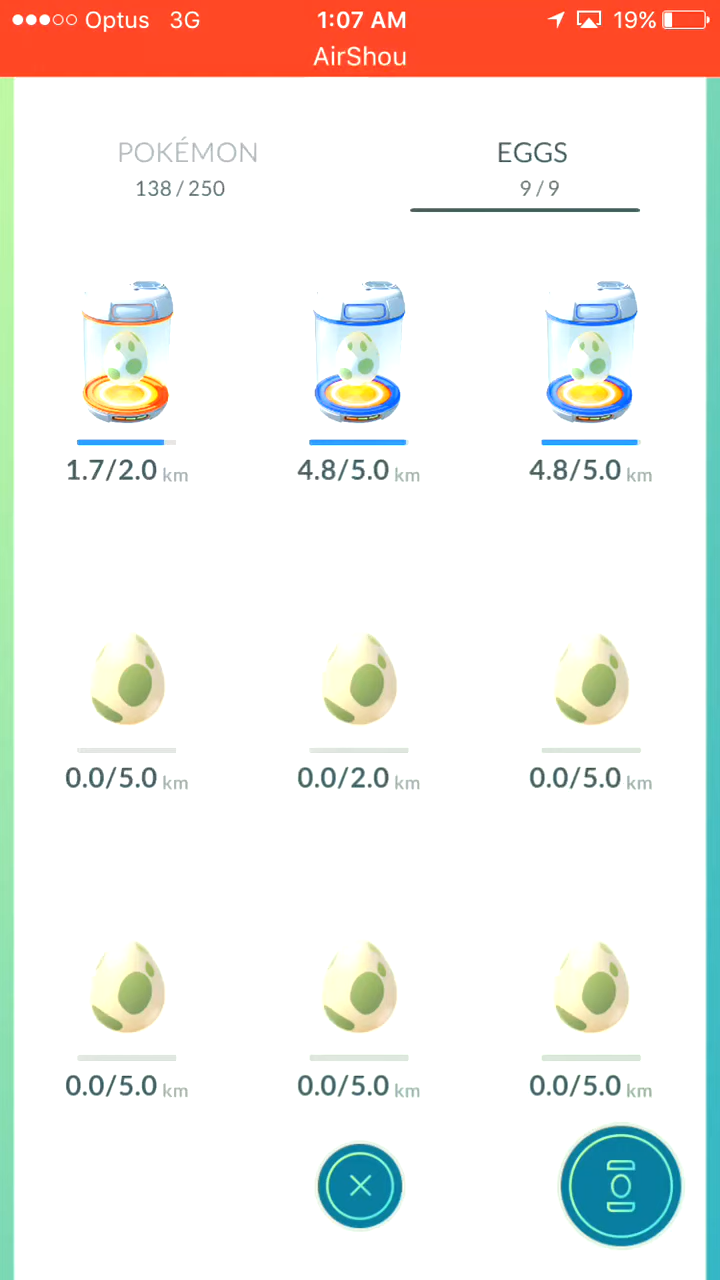 Optus 3G 1:07 AM 19%
AirShou
POKÉMON EGGS
138 / 250 9 / 9
1.7/2.0 km 4.8/5.0 km 4.8/5.0 km
0.0/5.0 km 0.0/2.0 km 0.0/5.0 km
0.0/5.0 km 0.0/5.0 km 0.0/5.0 km